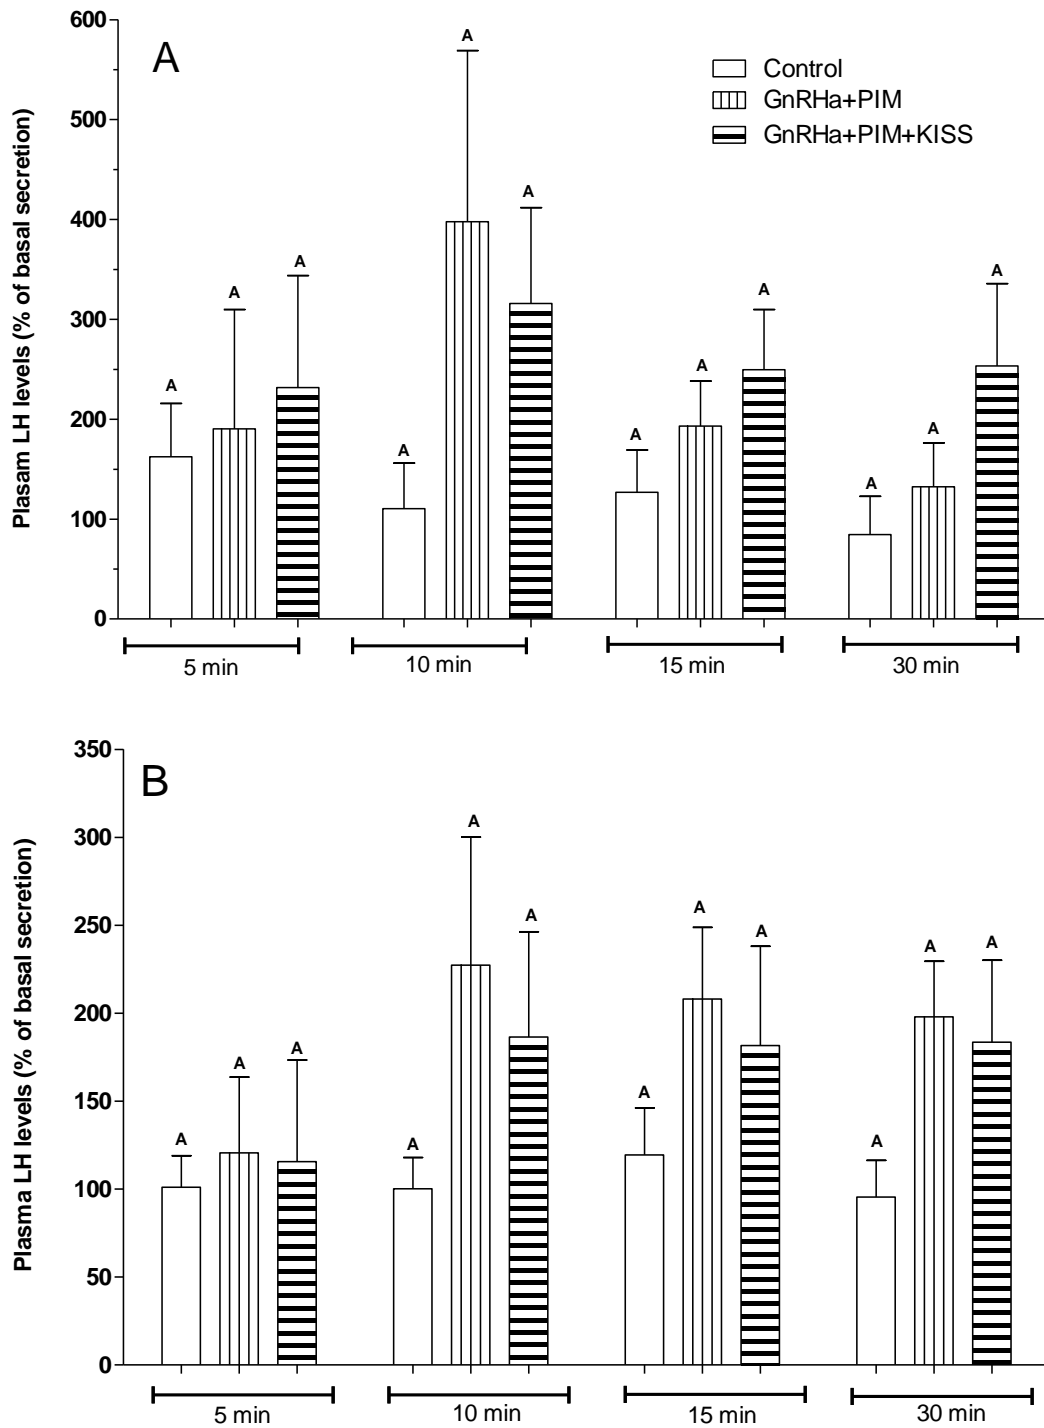 600
500
400
300
200
100
0
Plasam LH levels (% of basal secretion)
A
Control
GnRHa+PIM
GnRHa+PIM+KISS
A
A
A
A
A
A
A
A
A
A
A
A
5 min
10 min
15 min
30 min
350
300
250
200
150
100
50
0
Plasma LH levels (% of basal secretion)
B
A
A
A
A
A
A
A
A
A
A
A
A
5 min
10 min
15 min
30 min